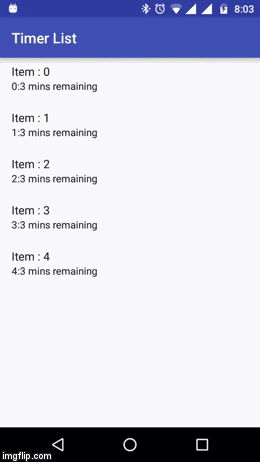 8:03
Timer List
Item : 0
0:3 mins remaining
Item : 1
1:3 mins remaining
Item : 2
2:3 mins remaining
Item : 3
3:3 mins remaining
Item : 4
4:3 mins remaining
imgflip.com